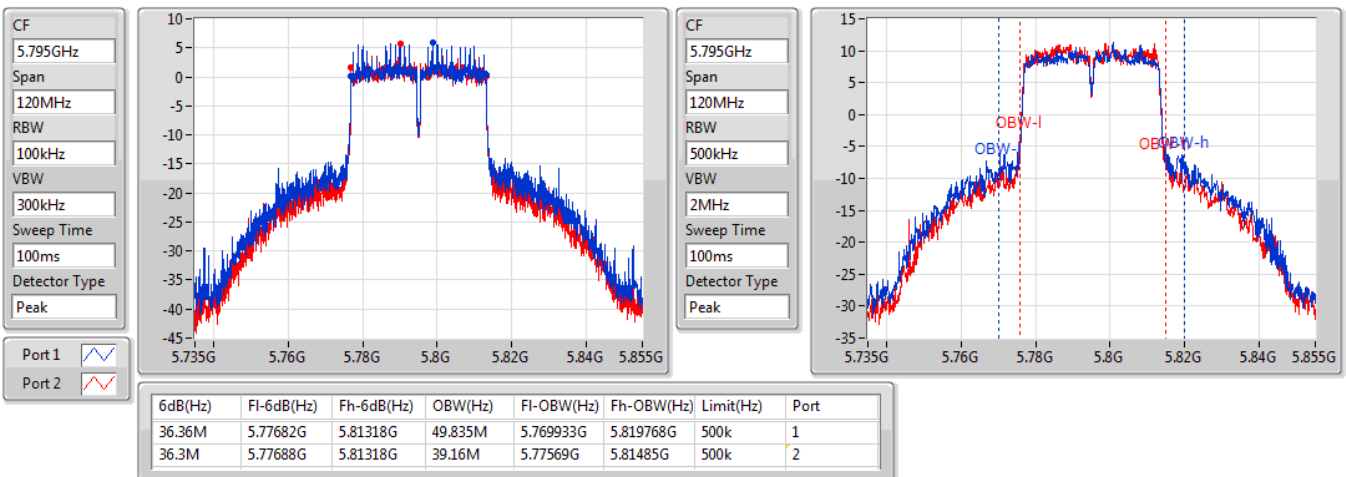 CF
5.795GHz
Span
120MHz
RBW
100kHz
VBW
300kHz
Sweep Time
100ms
Detector Type
Peak
Port 1
Port 2
10
5
0
-5
-10
-15
-20
-25
-30
-35
-40
-45
5.735G 5.76G 5.78G 5.8G 5.82G 5.84G 5.855G
CF
5.795GHz
Span
120MHz
RBW
500kHz
VBW
2MHz
Sweep Time
100ms
Detector Type
Peak
15
10
5
0
-5
-10
-15
-20
-25
-30
-35
OBW-l
OBW-h
5.735G 5.76G 5.78G 5.8G 5.82G 5.84G 5.855G
6dB(Hz) Fl-6dB(Hz) Fh-6dB(Hz) OBW(Hz) Fl-OBW(Hz) Fh-OBW(Hz) Limit(Hz) Port
36.36M 5.77682G 5.81318G 49.835M 5.769933G 5.819768G 500k 1
36.3M 5.77688G 5.81318G 39.16M 5.77569G 5.81485G 500k 2